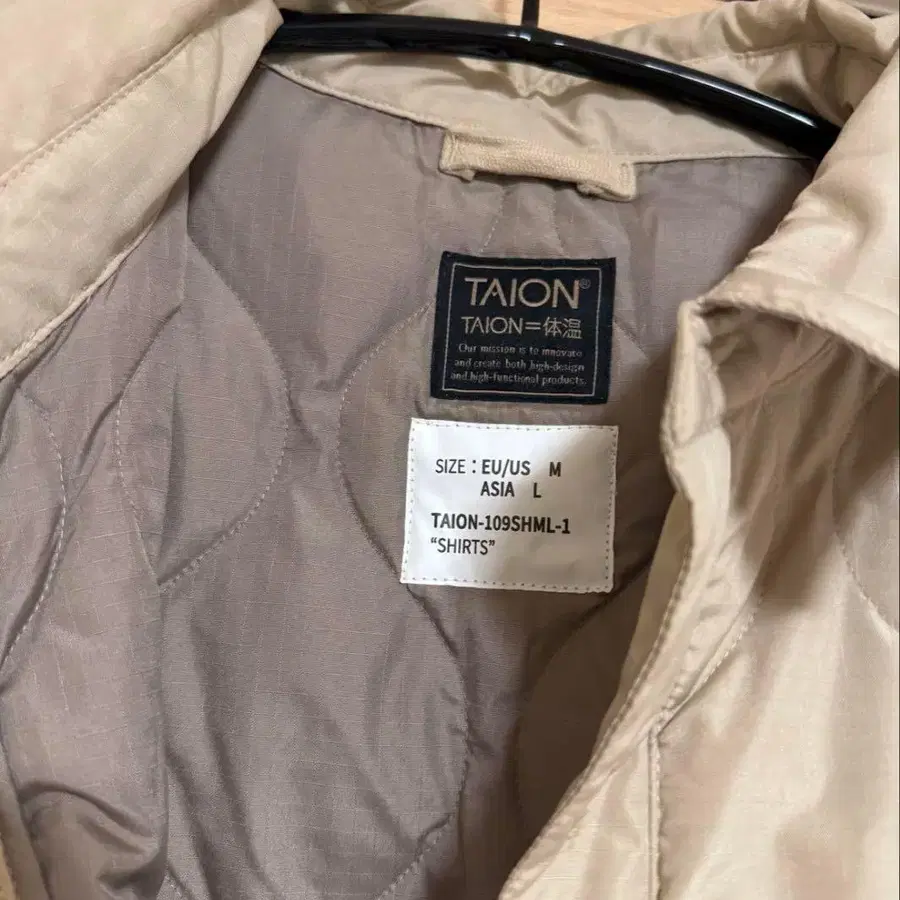 TAION®
TAION=体温
Our mission is to innovate
and create both high-design
and high-functional products.
SIZE : EU/US M
ASIA L
TAION-109SHML-1
“SHIRTS”